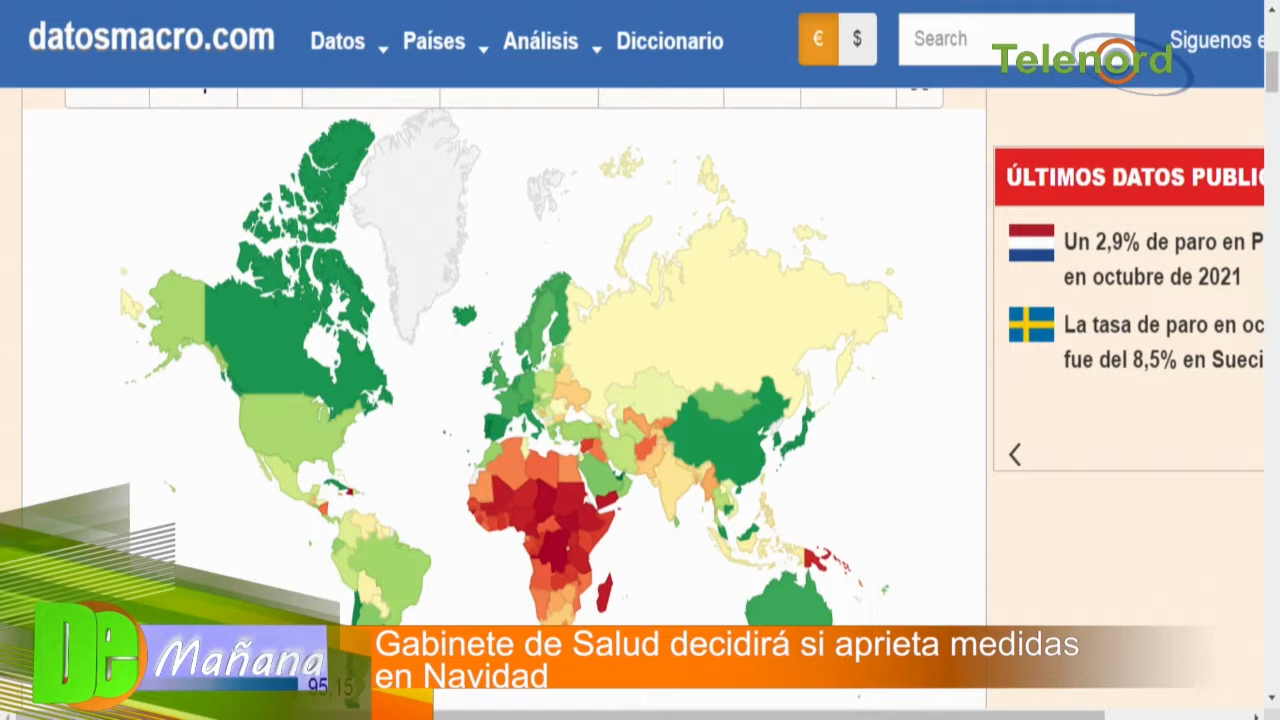 datosmacro.com
Datos Países Análisis Diccionario
€ $
Search
Siguenos e
Telenord
ÚLTIMOS DATOS PUBLIC
Un 2,9% de paro en P
en octubre de 2021
La tasa de paro en oc
fue del 8,5% en Sueci
De Mañana
95,15
Gabinete de Salud decidirá si aprieta medidas
en Navidad